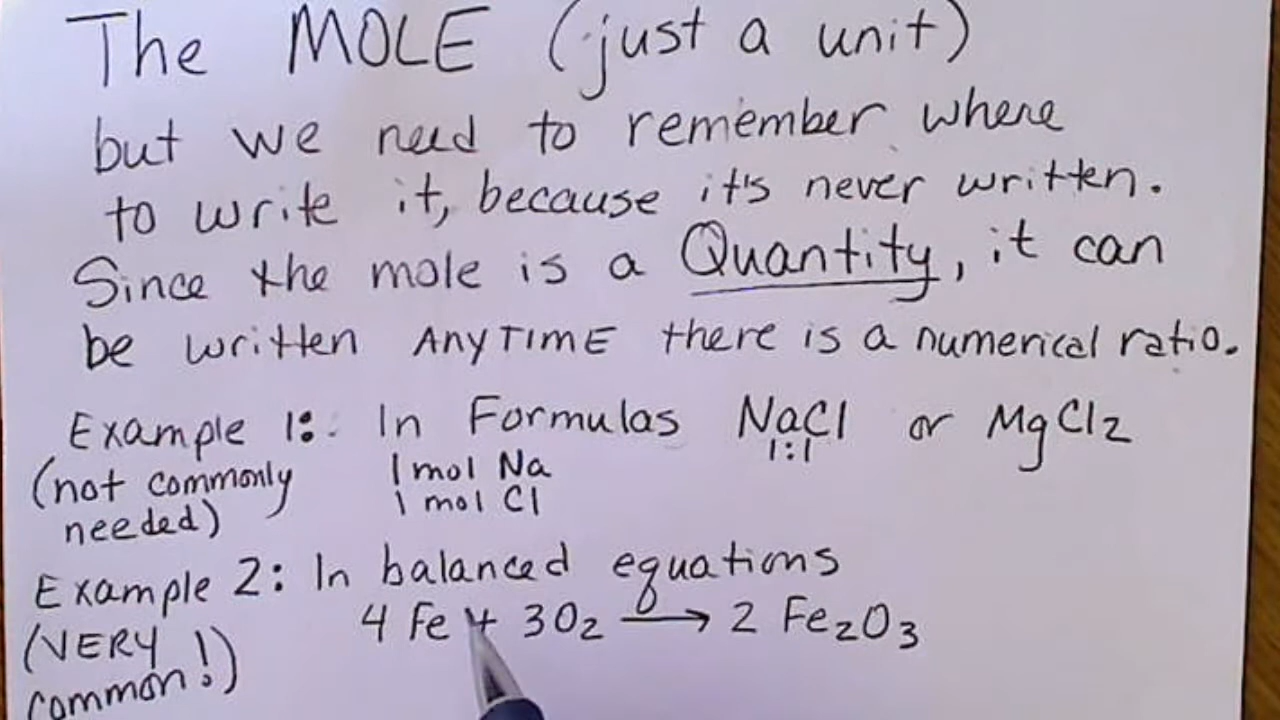 The MOLE (just a unit)
but we need to remember where
to write it, because it's never written.
Since the mole is a Quantity, it can
be written ANYTIME there is a numerical ratio.
Example 1: In Formulas NaCl or MgCl2
1:1
(not commonly
needed)
1 mol Na
1 mol Cl
Example 2: In balanced equations
(VERY
common!)
4 Fe + 3O2 → 2 Fe2O3